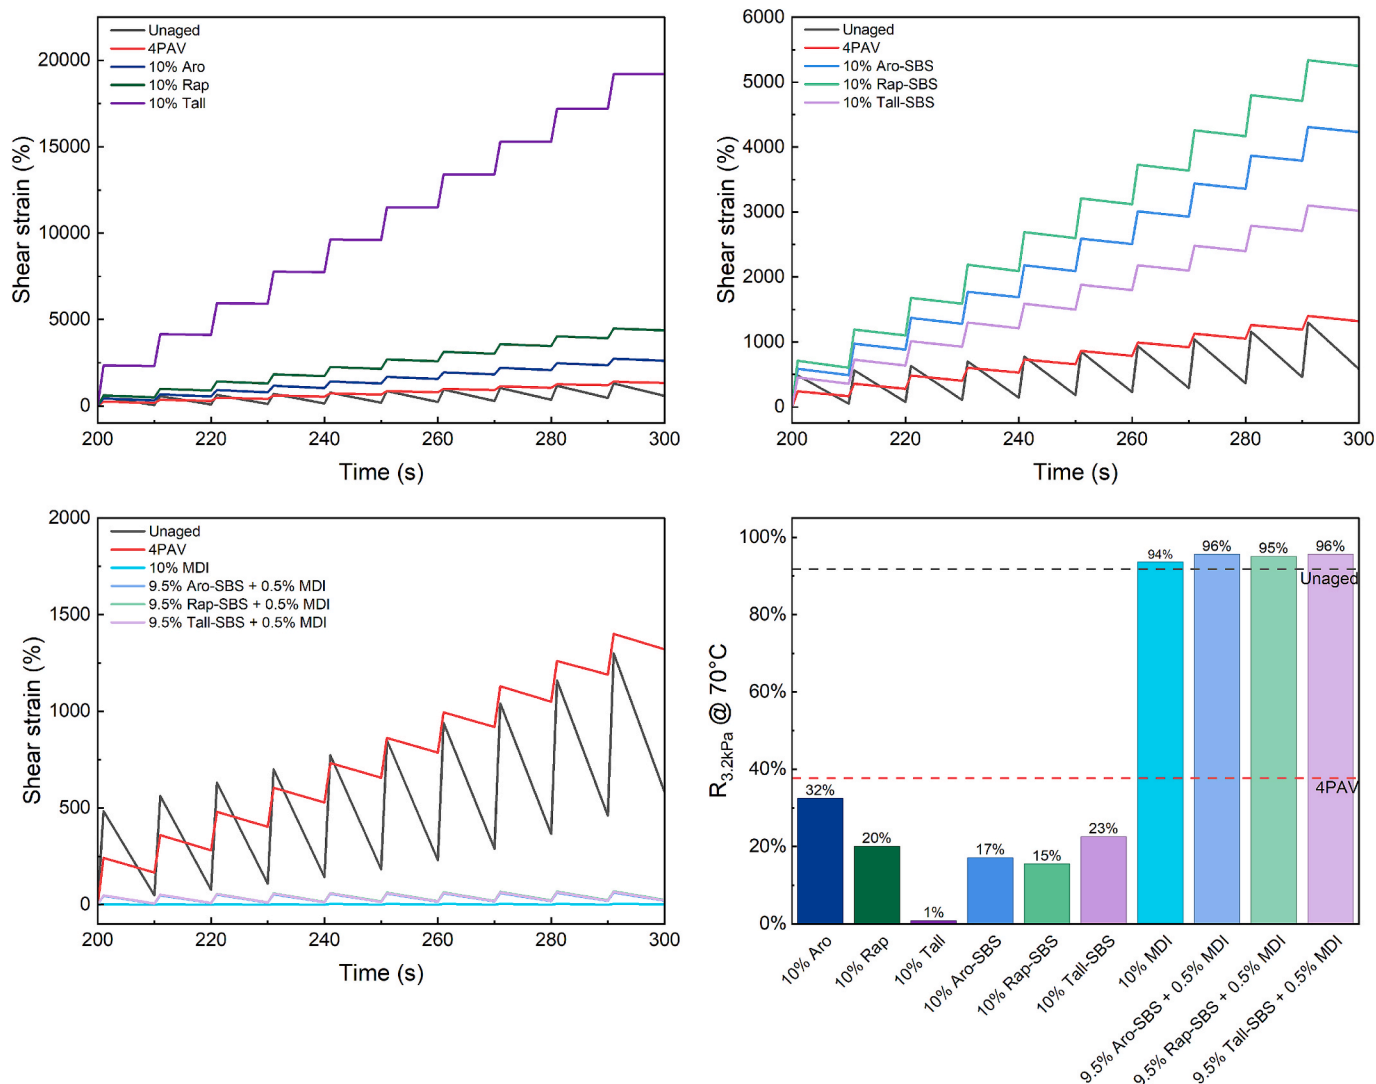 Unaged
4PAV
10% Aro
10% Rap
10% Tall
20000
15000
10000
5000
0
Shear strain (%)
200 220 240 260 280 300
Time (s)
Unaged
4PAV
10% Aro-SBS
10% Rap-SBS
10% Tall-SBS
6000
5000
4000
3000
2000
1000
0
Shear strain (%)
200 220 240 260 280 300
Time (s)
Unaged
4PAV
10% MDI
9.5% Aro-SBS + 0.5% MDI
9.5% Rap-SBS + 0.5% MDI
9.5% Tall-SBS + 0.5% MDI
2000
1500
1000
500
0
Shear strain (%)
200 220 240 260 280 300
Time (s)
100%
80%
60%
40%
20%
0%
R3.2kPa @ 70°C
32%
20%
1%
17%
15%
23%
94%
96%
95%
96%
Unaged
4PAV
10% Aro
10% Rap
10% Tall
10% Aro-SBS
10% Rap-SBS
10% Tall-SBS
10% MDI
9.5% Aro-SBS + 0.5% MDI
9.5% Rap-SBS + 0.5% MDI
9.5% Tall-SBS + 0.5% MDI